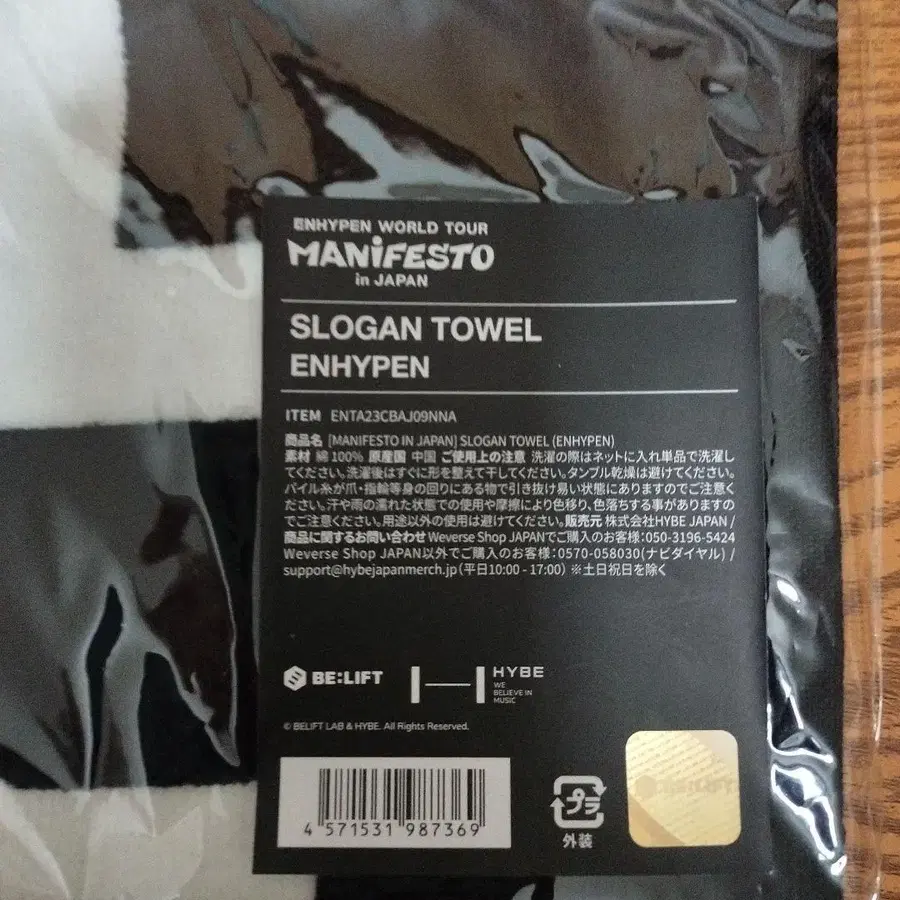 ENHYPEN WORLD TOUR
MANiFESTO
in JAPAN
SLOGAN TOWEL
ENHYPEN
ITEM ENTA23CBAJ09NNA
商品名 [MANIFESTO IN JAPAN] SLOGAN TOWEL (ENHYPEN)
素材 綿100% 原産国 中国 ご使用上の注意 洗濯の際はネットに入れ単品で洗濯し
てください。洗濯後はすぐに形を整えて干してください。タンブル乾燥は避けてください。
パイル糸が爪・指輪等身の回りにある物で引き抜け易い状態にありますのでご注意く
ださい。汗や雨の濡れた状態での使用や摩擦により色移り、色落ちする事がありますの
でご注意ください。用途以外の使用は避けてください。販売元 株式会社HYBE JAPAN /
商品に関するお問い合わせ Weverse Shop JAPANでご購入のお客様：050-3196-5424
Weverse Shop JAPAN以外でご購入のお客様：0570-058030(ナビダイヤル) /
support@hybejapanmerch.jp(平日10:00 - 17:00) ※土日祝日を除く
BE:LIFT
HYBE
WE
BELIEVE IN
MUSIC
© BELIFT LAB & HYBE. All Rights Reserved.
4 571531 987369
プラ
外装
BE:LIFT